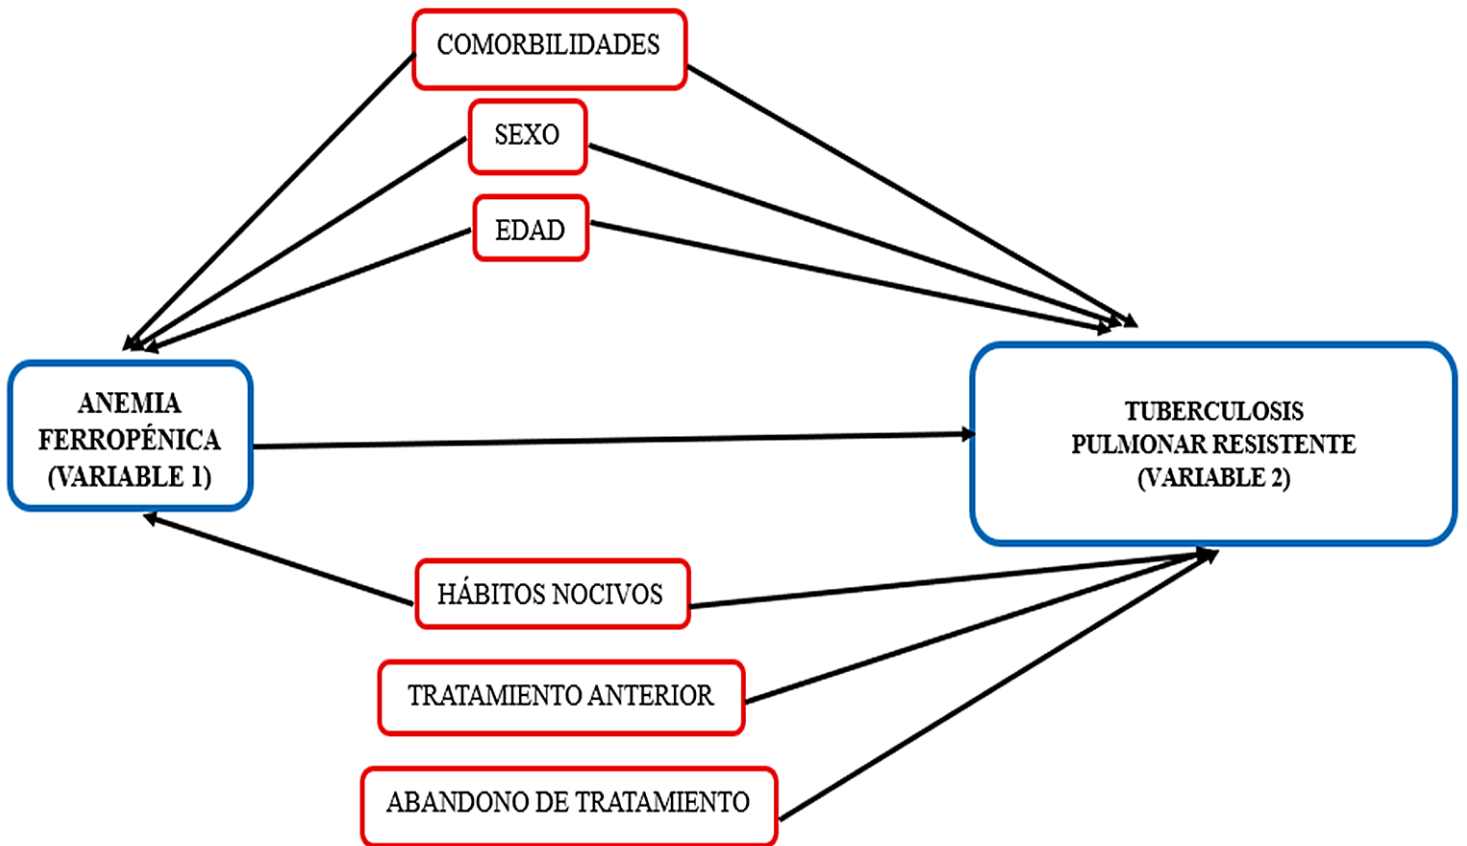 COMORBILIDADES
SEXO
EDAD
ANEMIA
FERROPÉNICA
(VARIABLE 1)
TUBERCULOSIS
PULMONAR RESISTENTE
(VARIABLE 2)
HÁBITOS NOCIVOS
TRATAMIENTO ANTERIOR
ABANDONO DE TRATAMIENTO